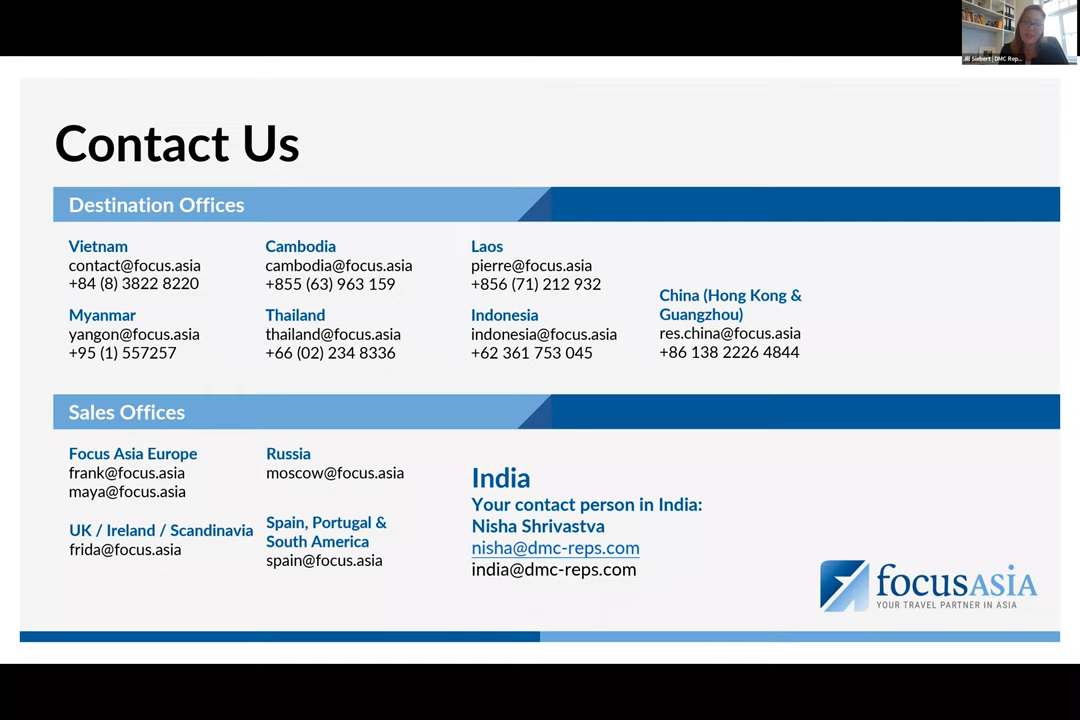 Jill Siebert | DMC Rep...
Contact Us
Destination Offices
Vietnam
contact@focus.asia
+84 (8) 3822 8220
Cambodia
cambodia@focus.asia
+855 (63) 963 159
Laos
pierre@focus.asia
+856 (71) 212 932
Myanmar
yangon@focus.asia
+95 (1) 557257
Thailand
thailand@focus.asia
+66 (02) 234 8336
Indonesia
indonesia@focus.asia
+62 361 753 045
China (Hong Kong &
Guangzhou)
res.china@focus.asia
+86 138 2226 4844
Sales Offices
Focus Asia Europe
frank@focus.asia
maya@focus.asia
Russia
moscow@focus.asia
UK / Ireland / Scandinavia
frida@focus.asia
Spain, Portugal &
South America
spain@focus.asia
India
Your contact person in India:
Nisha Shrivastva
nisha@dmc-reps.com
india@dmc-reps.com
focusASIA
YOUR TRAVEL PARTNER IN ASIA